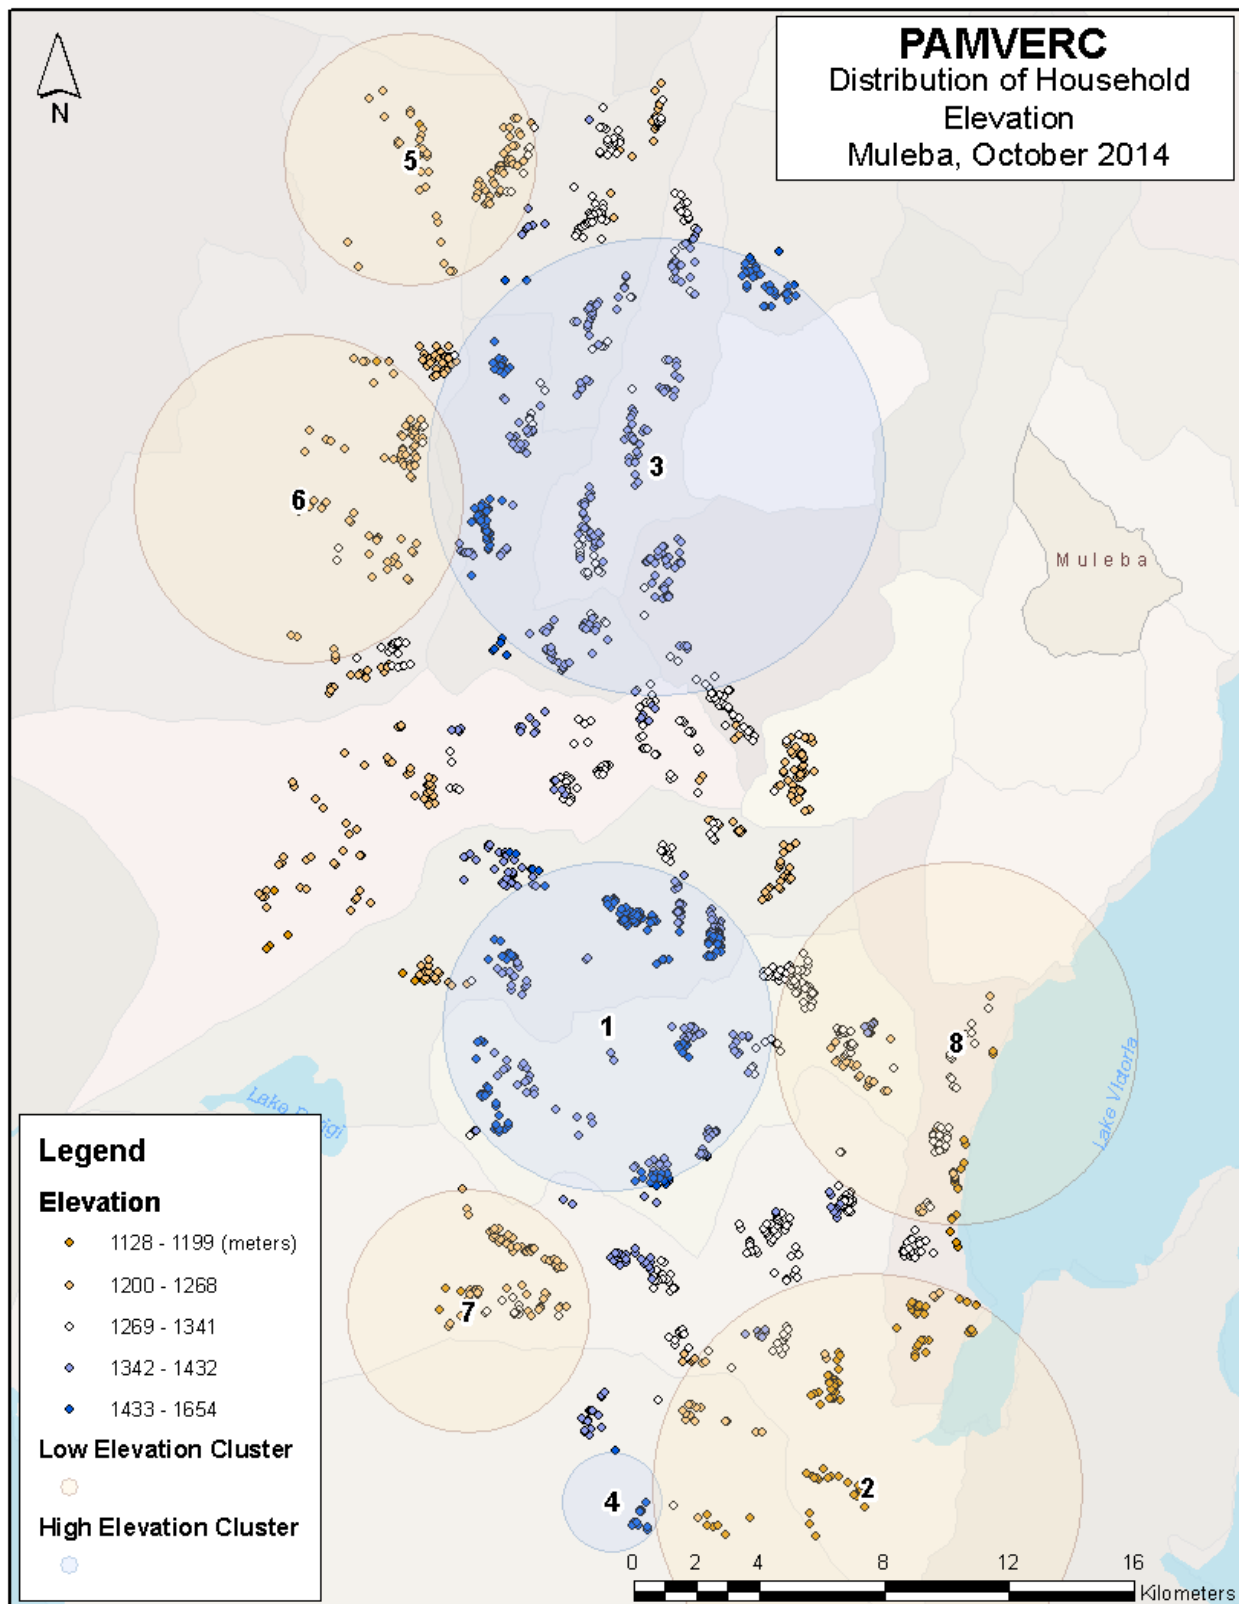 PAMVERC
Distribution of Household
Elevation
Muleba, October 2014
N
5
3
6
Muleba
1
8
Lake Victoria
Lake
7
2
4
Legend
Elevation
1128 - 1199 (meters)
1200 - 1268
1269 - 1341
1342 - 1432
1433 - 1654
Low Elevation Cluster
High Elevation Cluster
0 2 4 8 12 16
Kilometers